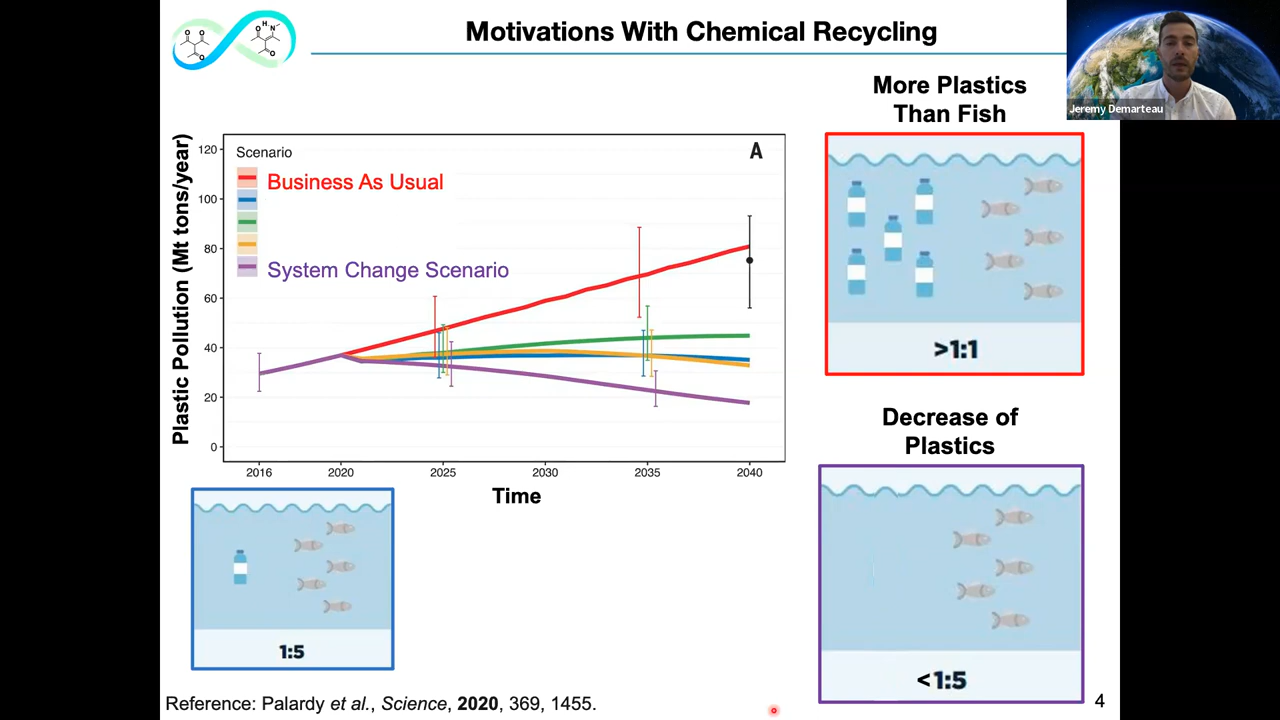 Motivations With Chemical Recycling
Jeremy Demarteau
O
O
O
H
N
O
O
More Plastics
Than Fish
>1:1
Plastic Pollution (Mt tons/year)
120
100
80
60
40
20
0
Scenario
Business As Usual
System Change Scenario
A
2016
2020
2025
2030
2035
2040
Time
1:5
Decrease of
Plastics
<1:5
Reference: Palardy et al., Science, 2020, 369, 1455.
4